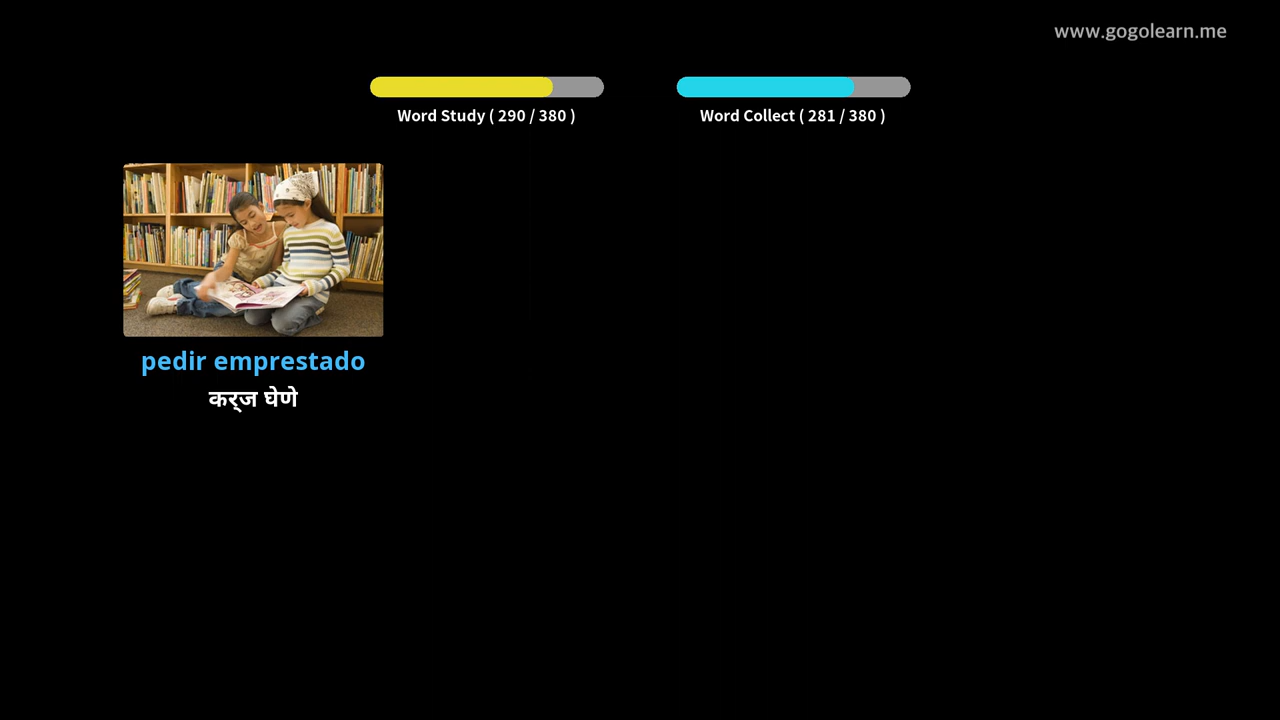 www.gogolearn.me
Word Study ( 290 / 380 )
Word Collect ( 281 / 380 )
pedir emprestado
कर्ज घेणे